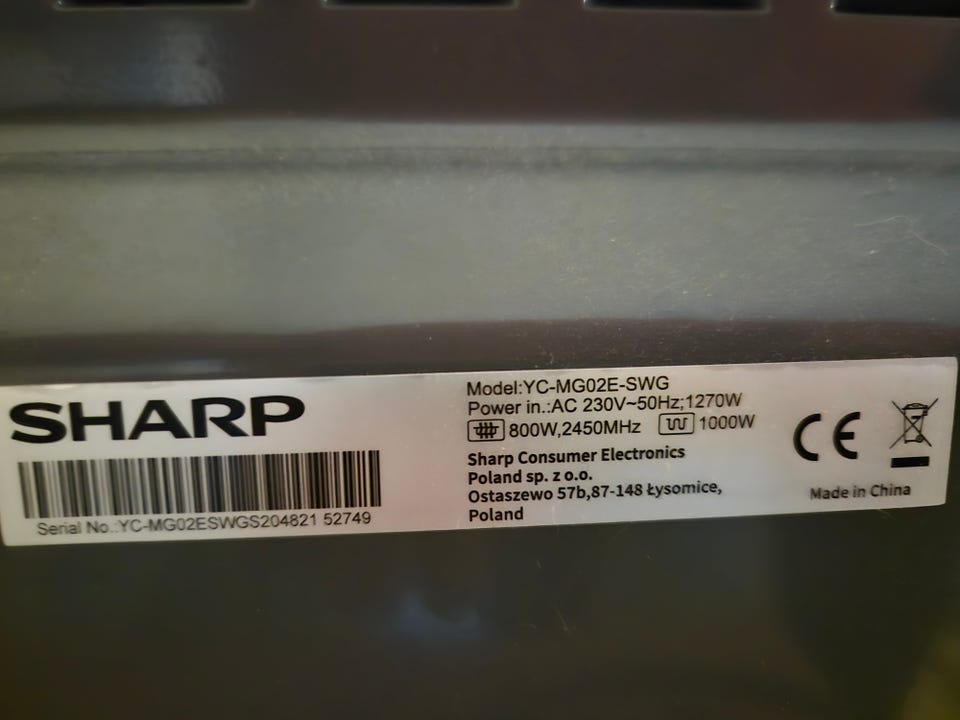 SHARP
Serial No.:YC-MG02ESWGS204821 52749
Model:YC-MG02E-SWG
Power in.:AC 230V~50Hz;1270W
800W,2450MHz 1000W
Sharp Consumer Electronics
Poland sp. z o.o.
Ostaszewo 57b,87-148 Łysomice,
Poland
CE
Made in China